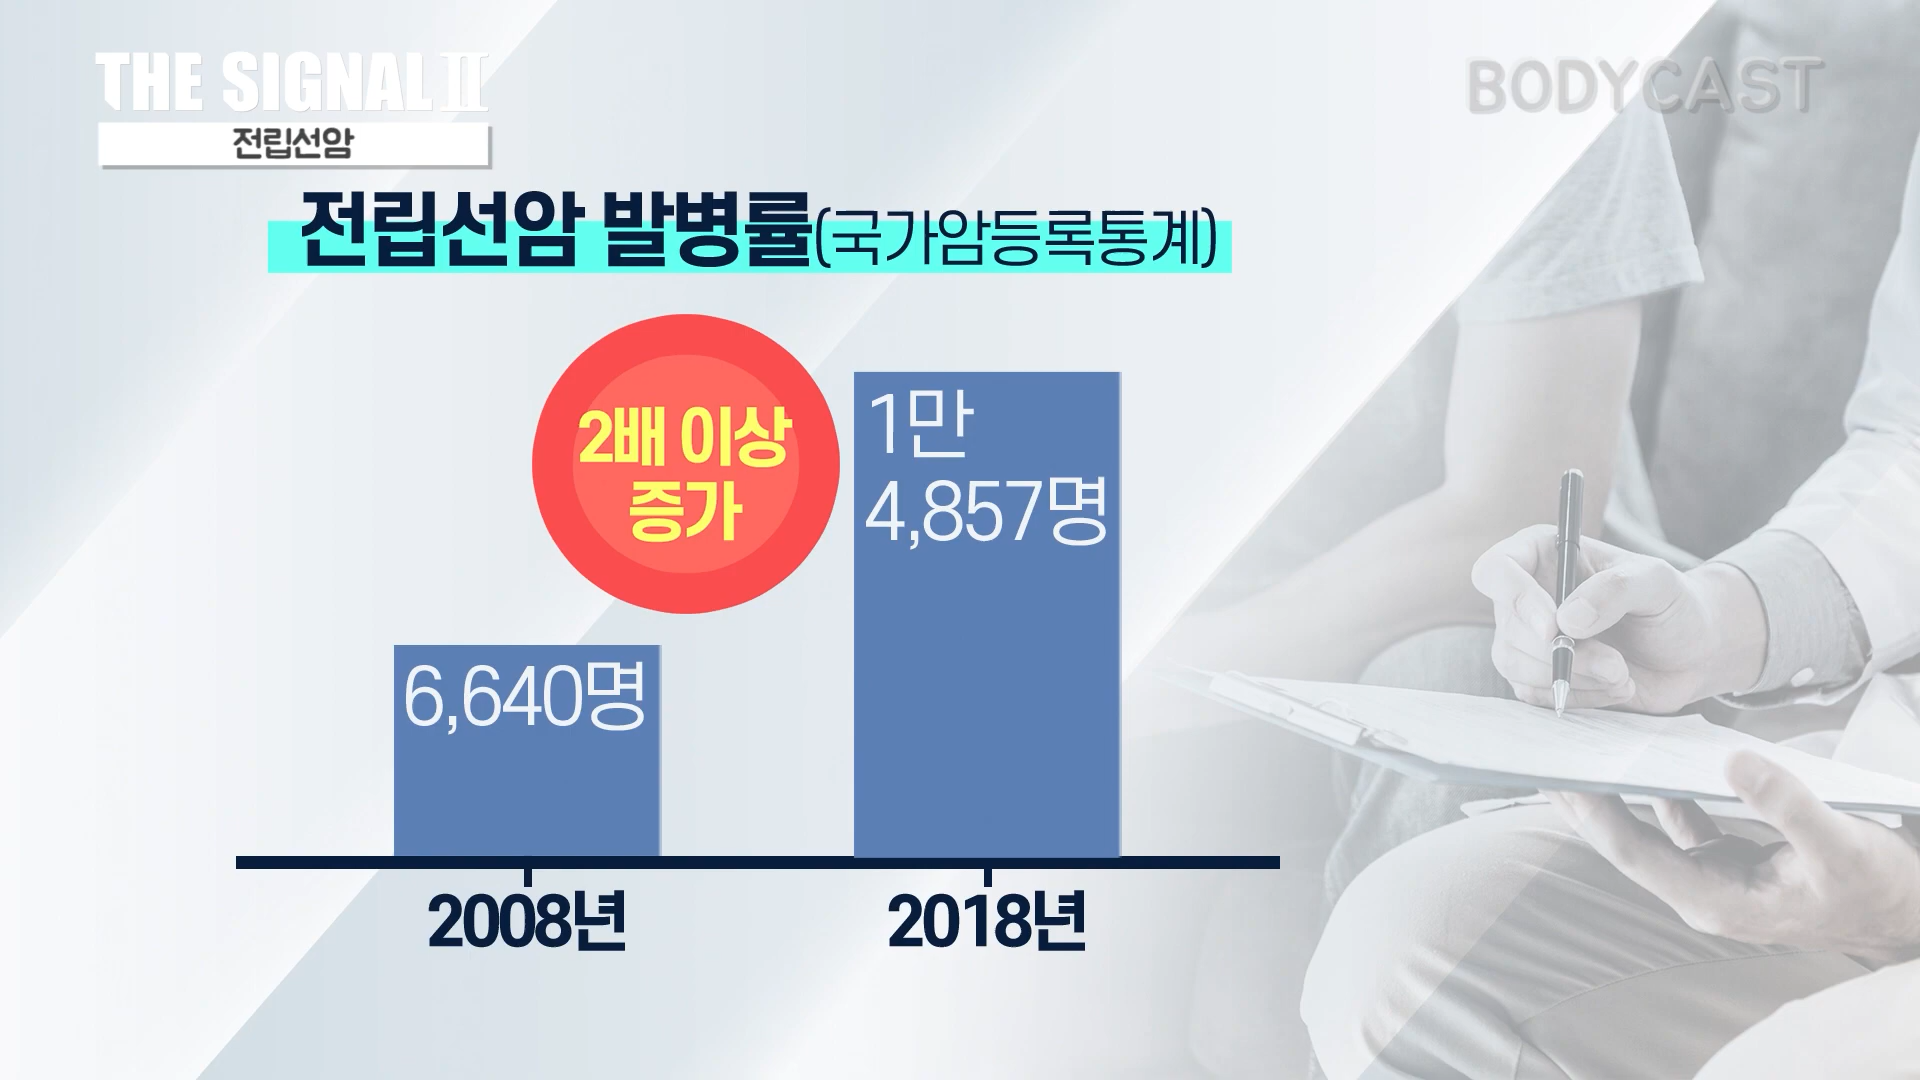 THE SIGNAL Ⅱ
BODYCAST
전립선암
전립선암 발병률(국가암등록통계)
2배 이상
증가
1만
4,857명
6,640명
2008년
2018년